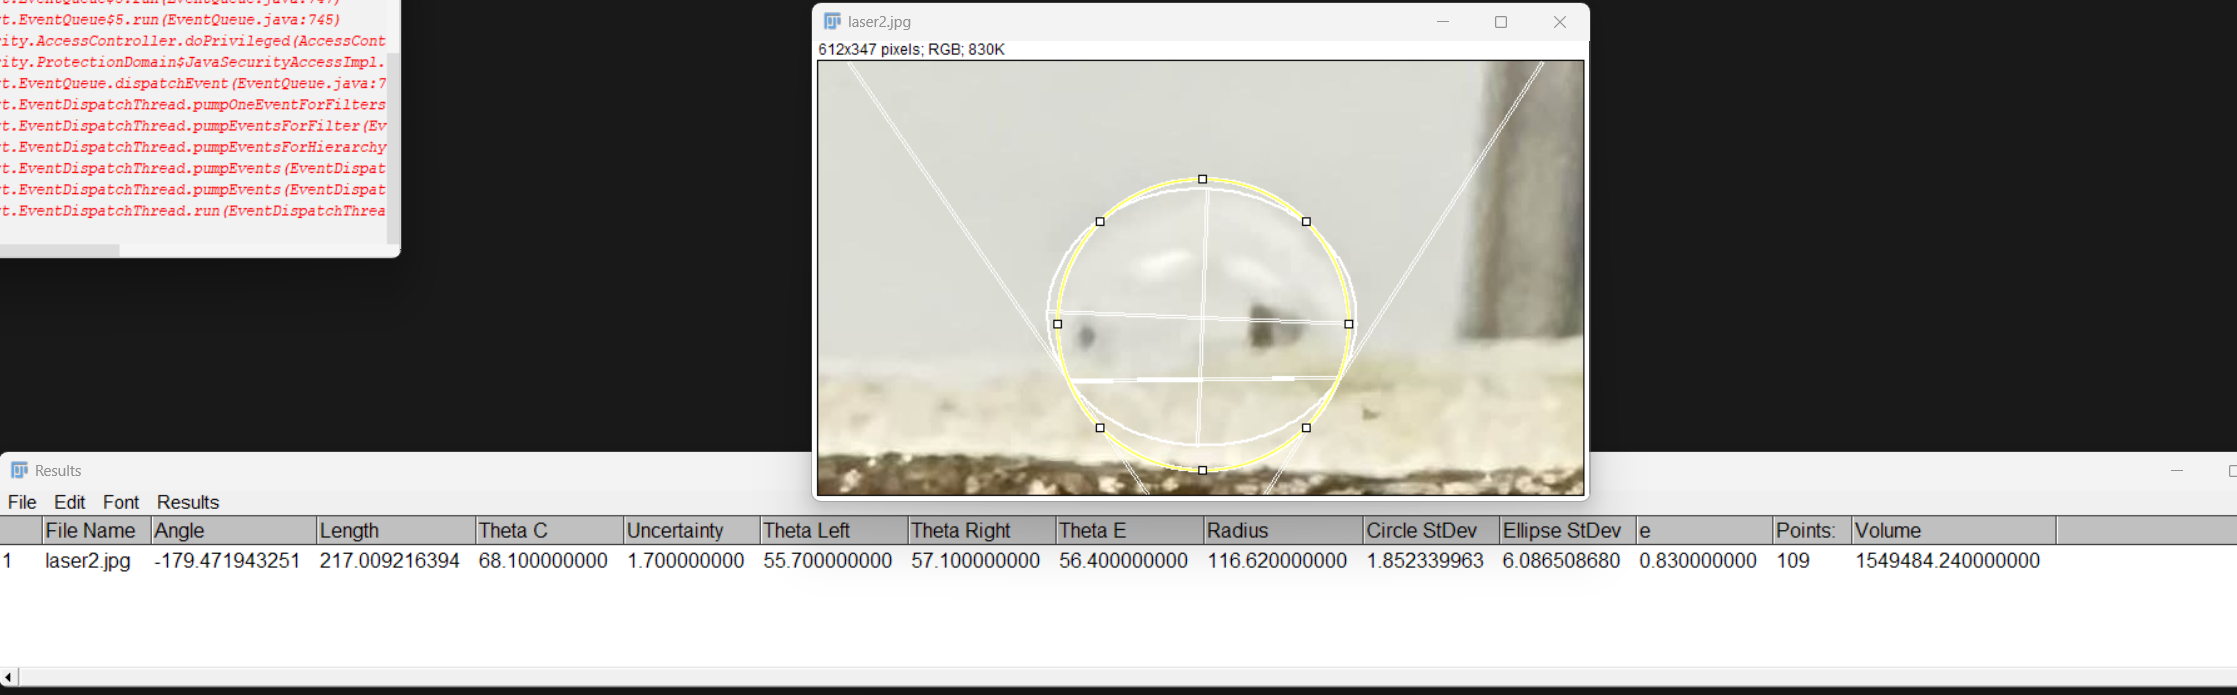 t.EventQueue$5.run(EventQueue.java:745)
ity.AccessController.doPrivileged(AccessCont
ity.ProtectionDomain$JavaSecurityAccessImpl.
t.EventQueue.dispatchEvent(EventQueue.java:7
t.EventDispatchThread.pumpOneEventForFilters
t.EventDispatchThread.pumpEventsForFilter(Ev
t.EventDispatchThread.pumpEventsForHierarchy
t.EventDispatchThread.pumpEvents(EventDispat
t.EventDispatchThread.pumpEvents(EventDispat
t.EventDispatchThread.run(EventDispatchThrea
laser2.jpg
612x347 pixels; RGB; 830K
Results
File Edit Font Results
File Name Angle Length Theta C Uncertainty Theta Left Theta Right Theta E Radius Circle StDev Ellipse StDev e Points: Volume
1 laser2.jpg -179.471943251 217.009216394 68.100000000 1.700000000 55.700000000 57.100000000 56.400000000 116.620000000 1.852339963 6.086508680 0.830000000 109 1549484.240000000